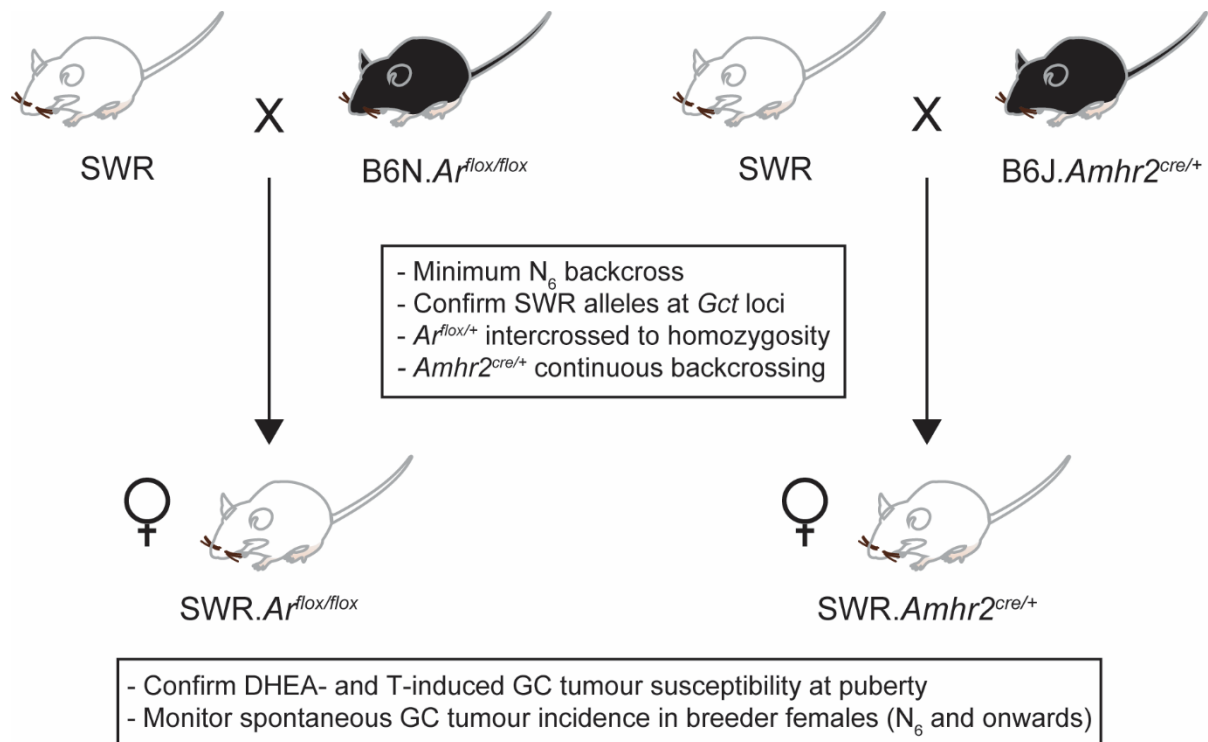 X
X
SWR
B6N.Ar^flox/flox
SWR
B6J.Amhr2^cre/+
- Minimum N₆ backcross
- Confirm SWR alleles at Gct loci
- Ar^flox/+ intercrossed to homozygosity
- Amhr2^cre/+ continuous backcrossing
SWR.Ar^flox/flox
SWR.Amhr2^cre/+
- Confirm DHEA- and T-induced GC tumour susceptibility at puberty
- Monitor spontaneous GC tumour incidence in breeder females (N₆ and onwards)